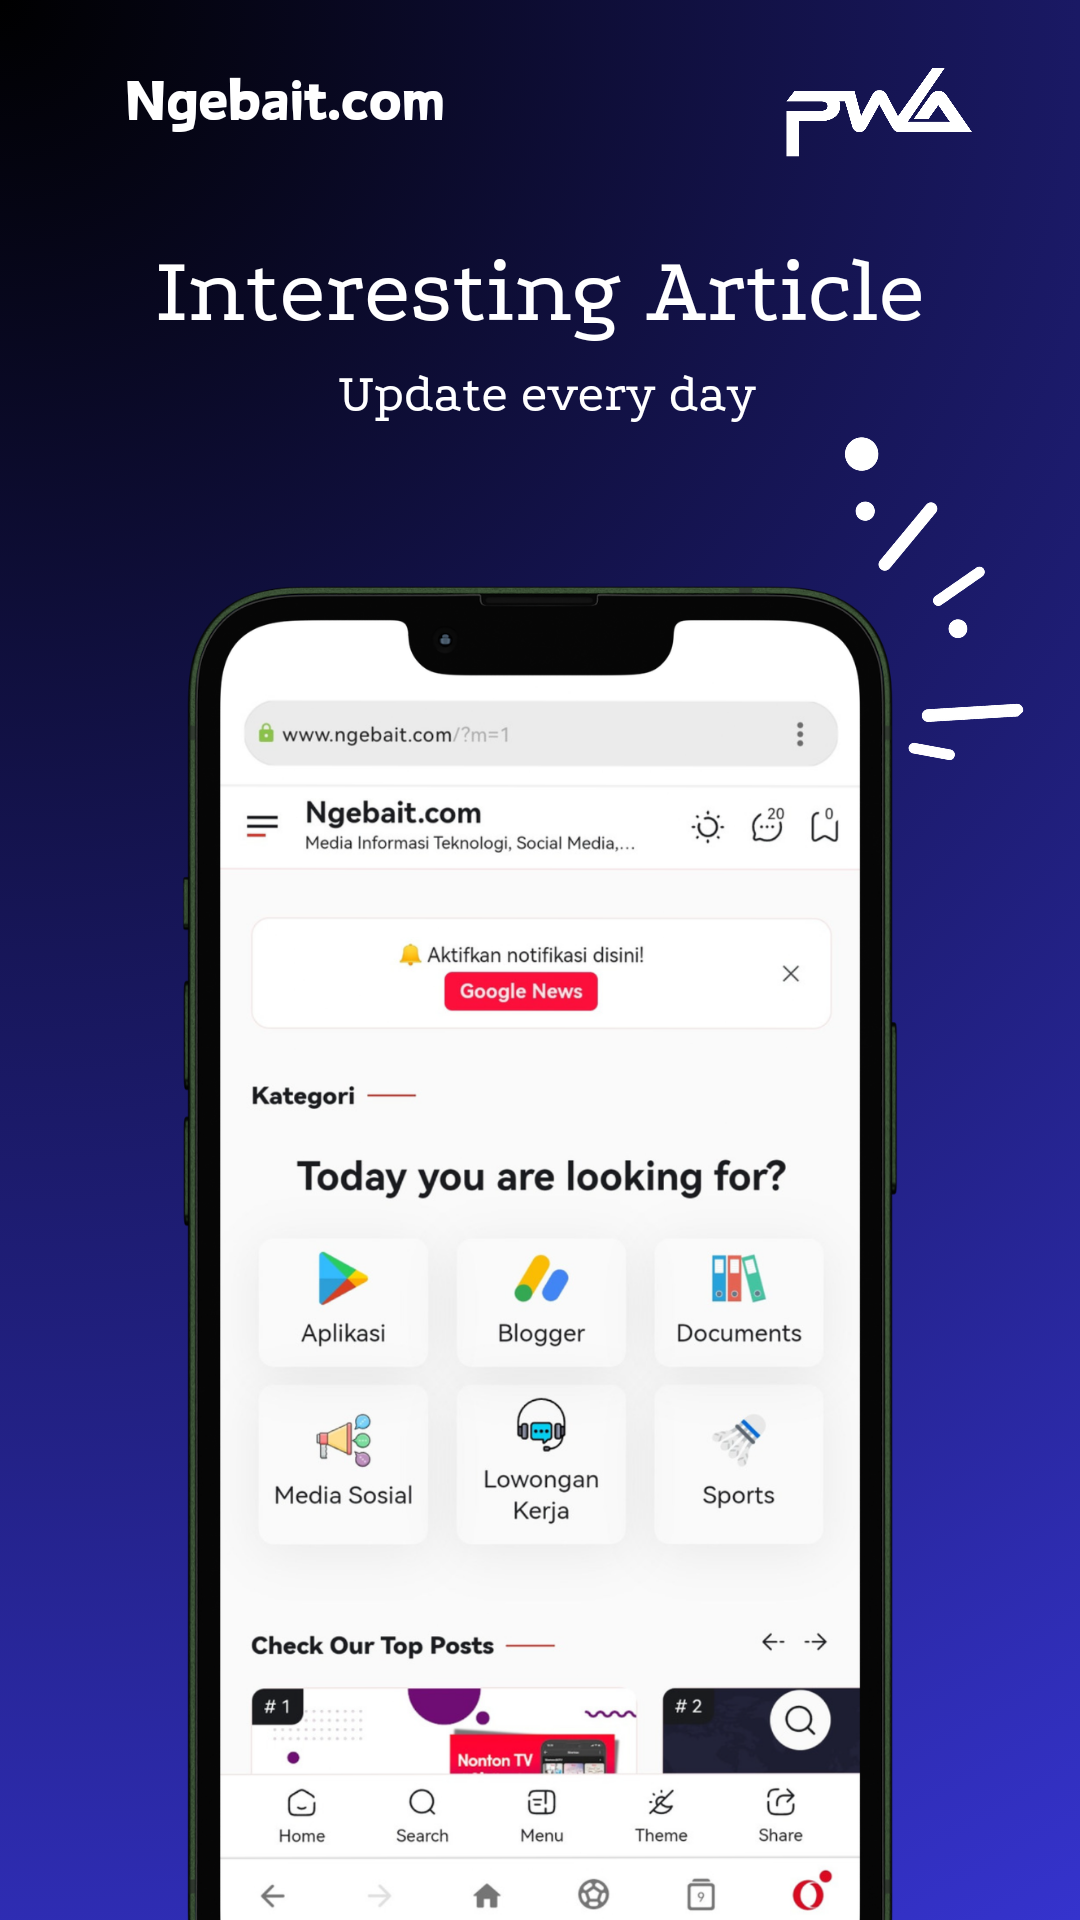 Ngebait.com
PWA
Interesting Article
Update every day
www.ngebait.com/?m=1
Ngebait.com
Media Informasi Teknologi, Social Media,...
20
0
🔔 Aktifkan notifikasi disini!
Google News
Kategori
Today you are looking for?
Aplikasi
Blogger
Documents
Media Sosial
Lowongan
Kerja
Sports
Check Our Top Posts
# 1
# 2
Nonton TV
Home
Search
Menu
Theme
Share
9